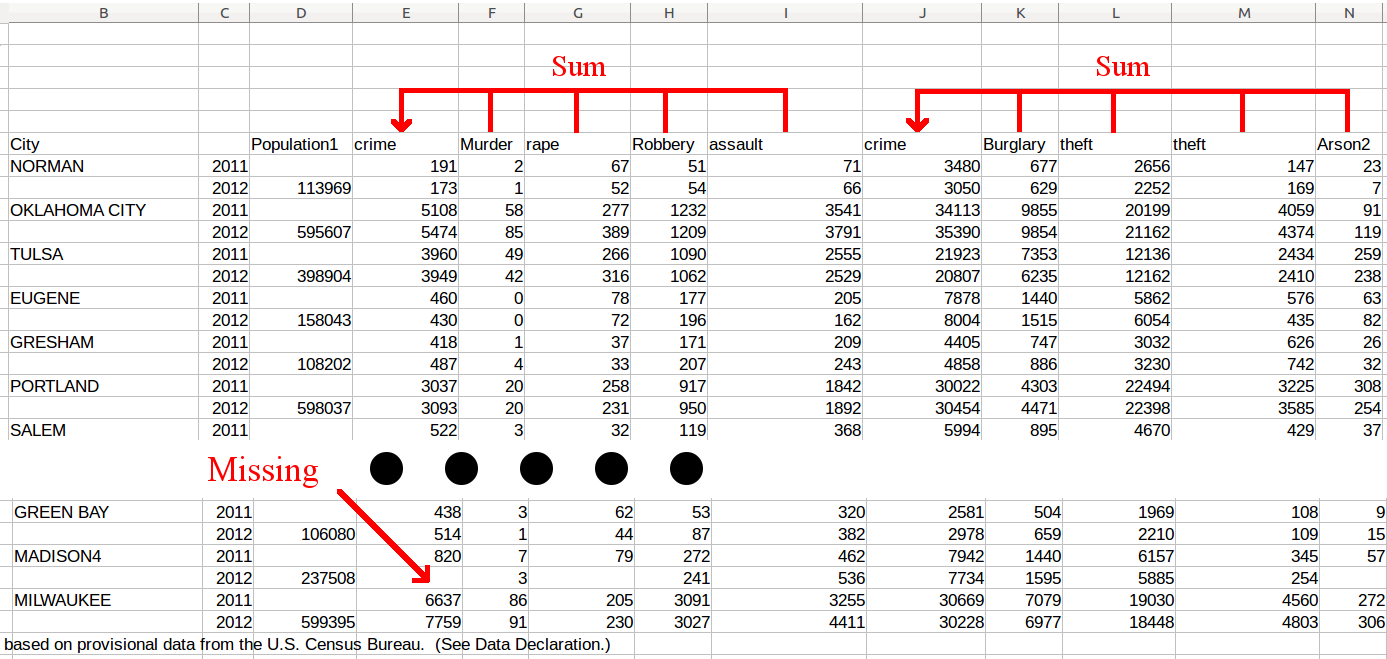 B C D E F G H I J K L M N
Sum Sum
City Population1 crime Murder rape Robbery assault crime Burglary theft theft Arson2
NORMAN 2011 191 2 67 51 71 3480 677 2656 147 23
2012 113969 173 1 52 54 66 3050 629 2252 169 7
OKLAHOMA CITY 2011 5108 58 277 1232 3541 34113 9855 20199 4059 91
2012 595607 5474 85 389 1209 3791 35390 9854 21162 4374 119
TULSA 2011 3960 49 266 1090 2555 21923 7353 12136 2434 259
2012 398904 3949 42 316 1062 2529 20807 6235 12162 2410 238
EUGENE 2011 460 0 78 177 205 7878 1440 5862 576 63
2012 158043 430 0 72 196 162 8004 1515 6054 435 82
GRESHAM 2011 418 1 37 171 209 4405 747 3032 626 26
2012 108202 487 4 33 207 243 4858 886 3230 742 32
PORTLAND 2011 3037 20 258 917 1842 30022 4303 22494 3225 308
2012 598037 3093 20 231 950 1892 30454 4471 22398 3585 254
SALEM 2011 522 3 32 119 368 5994 895 4670 429 37
Missing
GREEN BAY 2011 438 3 62 53 320 2581 504 1969 108 9
2012 106080 514 1 44 87 382 2978 659 2210 109 15
MADISON4 2011 820 7 79 272 462 7942 1440 6157 345 57
2012 237508 3 241 536 7734 1595 5885 254
MILWAUKEE 2011 6637 86 205 3091 3255 30669 7079 19030 4560 272
2012 599395 7759 91 230 3027 4411 30228 6977 18448 4803 306
based on provisional data from the U.S. Census Bureau. (See Data Declaration.)